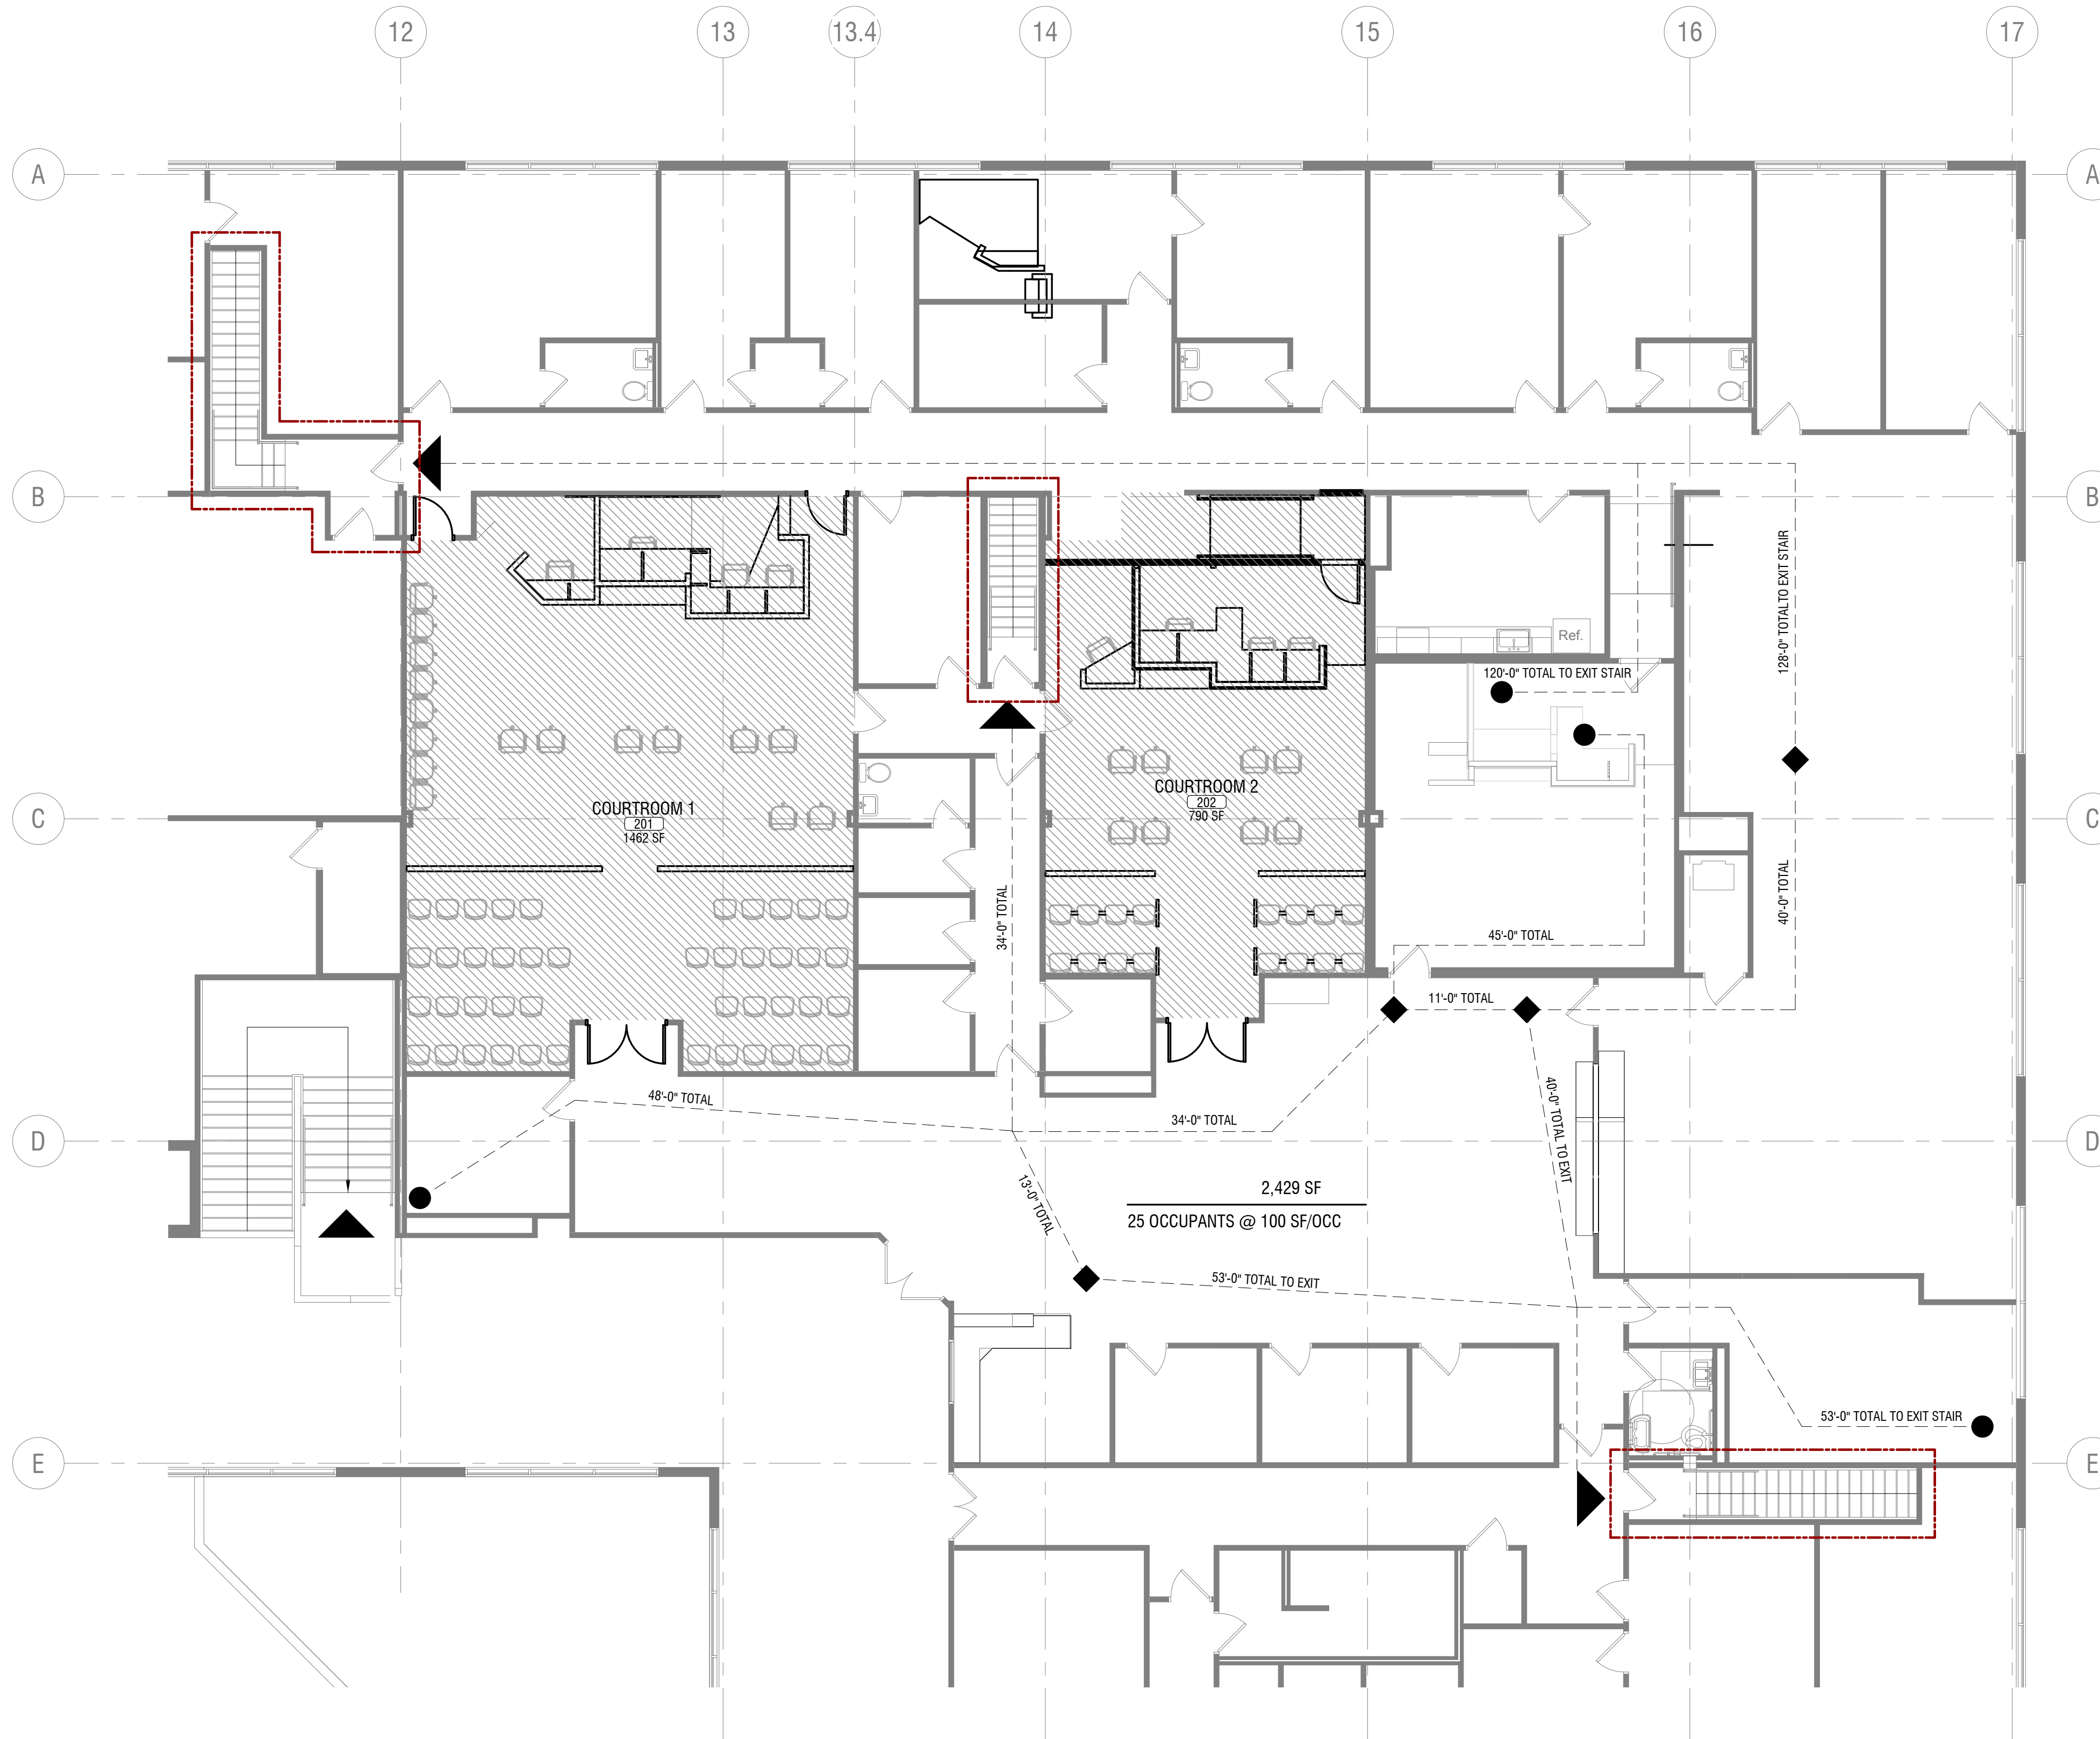 12
13
13.4
14
15
16
17
A
A
B
B
128'-0" TOTALTO EXIT STAIR
Ref.
120'-0" TOTAL TO EXIT STAIR
COURTROOM 1
201
1462 SF
COURTROOM 2
202
790 SF
C
C
34'-0" TOTAL
40'-0" TOTAL
45'-0" TOTAL
11'-0" TOTAL
48'-0" TOTAL
34'-0" TOTAL
40'-0" TOTAL TO EXIT
D
D
13'-0" TOTAL
2,429 SF
25 OCCUPANTS @ 100 SF/OCC
53'-0" TOTAL TO EXIT
53'-0" TOTAL TO EXIT STAIR
E
E